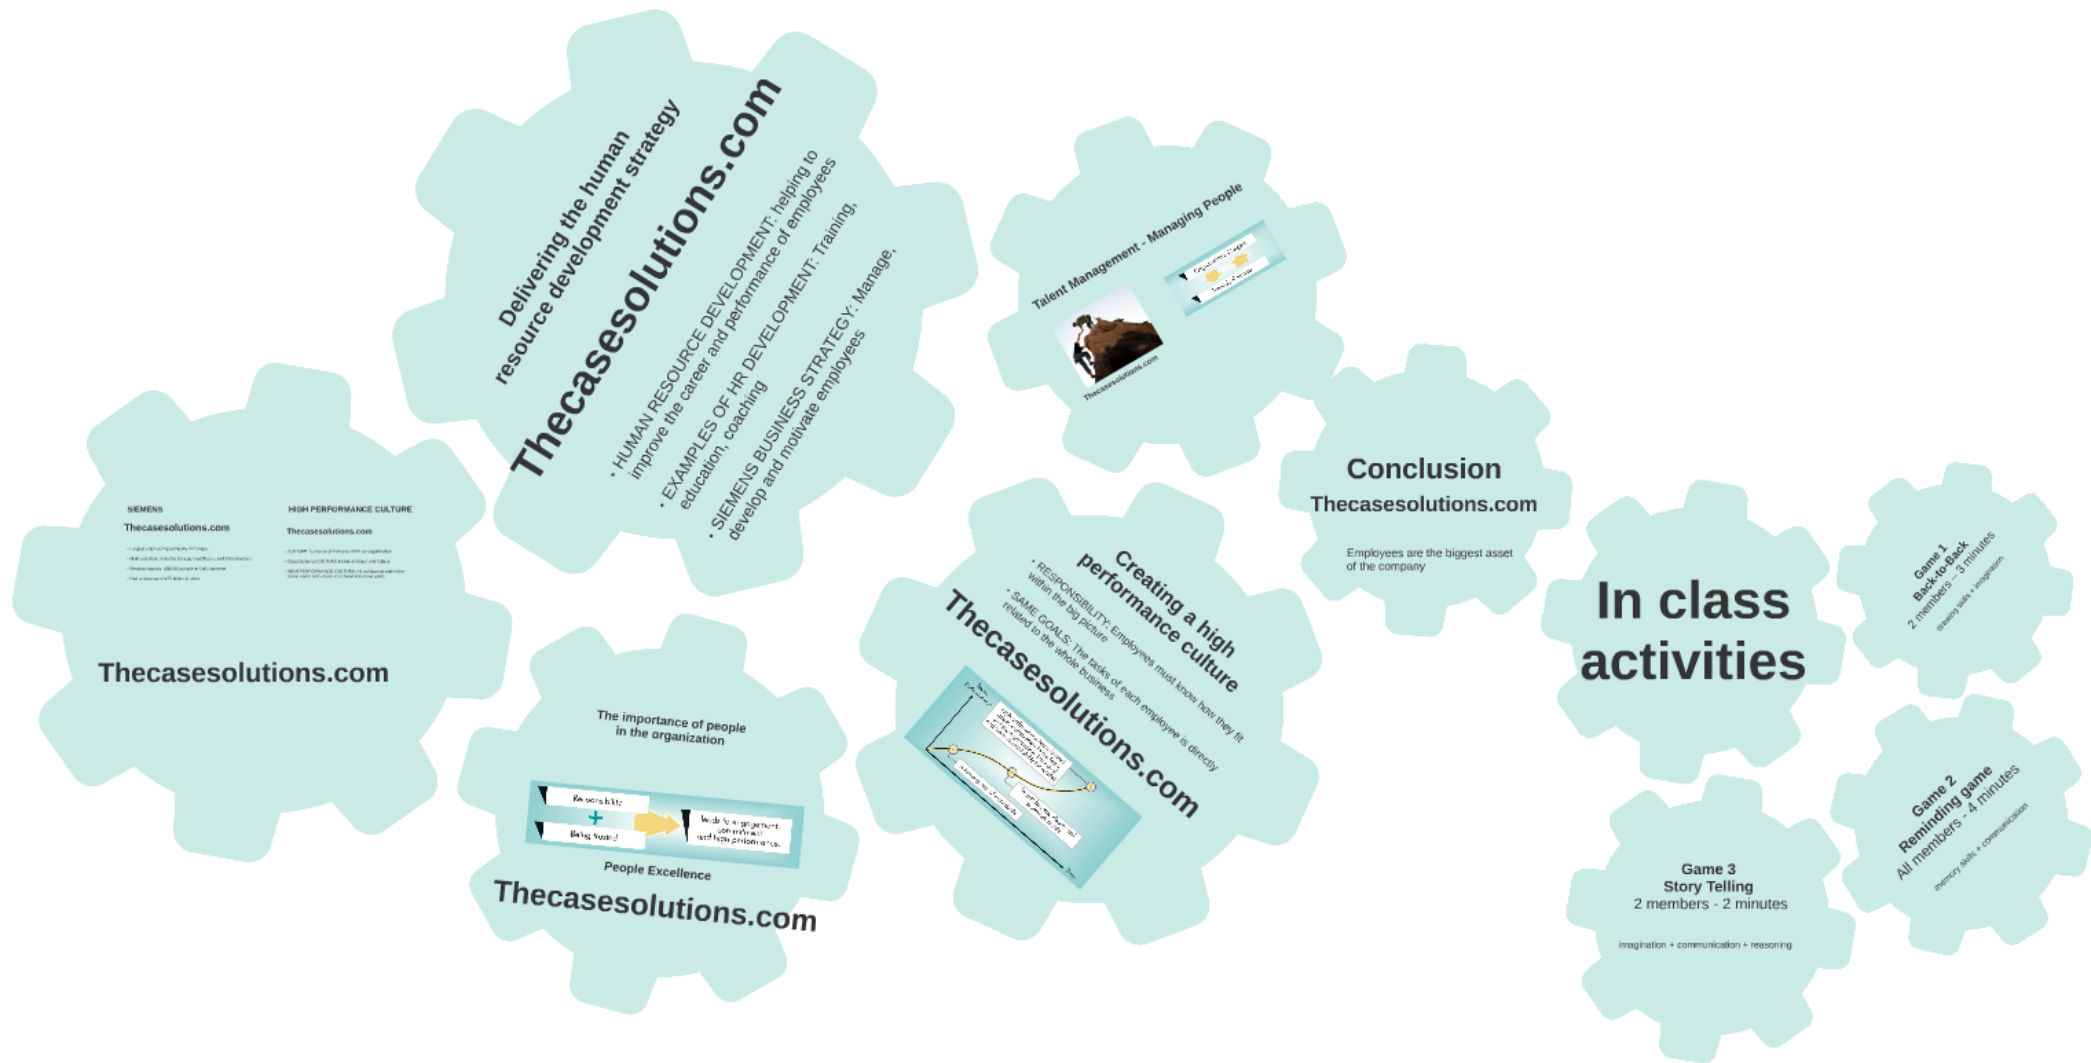 SIEMENS
Thecasesolutions.com
HIGH PERFORMANCE CULTURE
Thecasesolutions.com
Thecasesolutions.com
Delivering the human
resource development strategy
Thecasesolutions.com
• HUMAN RESOURCE DEVELOPMENT: helping to
improve the career and performance of employees
• EXAMPLES OF HR DEVELOPMENT: Training,
education, coaching
• SIEMENS BUSINESS STRATEGY: Manage,
develop and motivate employees
The importance of people
in the organization
Responsibility
+
Being trusted
leads to engagement,
commitment
and high performance.
People Excellence
Thecasesolutions.com
Talent Management - Managing People
Thecasesolutions.com
Creating a high
performance culture
• RESPONSIBILITY: Employees must know how they fit
within the big picture
• SAME GOALS: The tasks of each employee is directly
related to the whole business
Thecasesolutions.com
Conclusion
Thecasesolutions.com
Employees are the biggest asset
of the company
In class
activities
Game 1
Back-to-Back
2 members – 3 minutes
drawing skills + imagination
Game 2
Reminding game
All members - 4 minutes
memory skills + communication
Game 3
Story Telling
2 members - 2 minutes
imagination + communication + reasoning